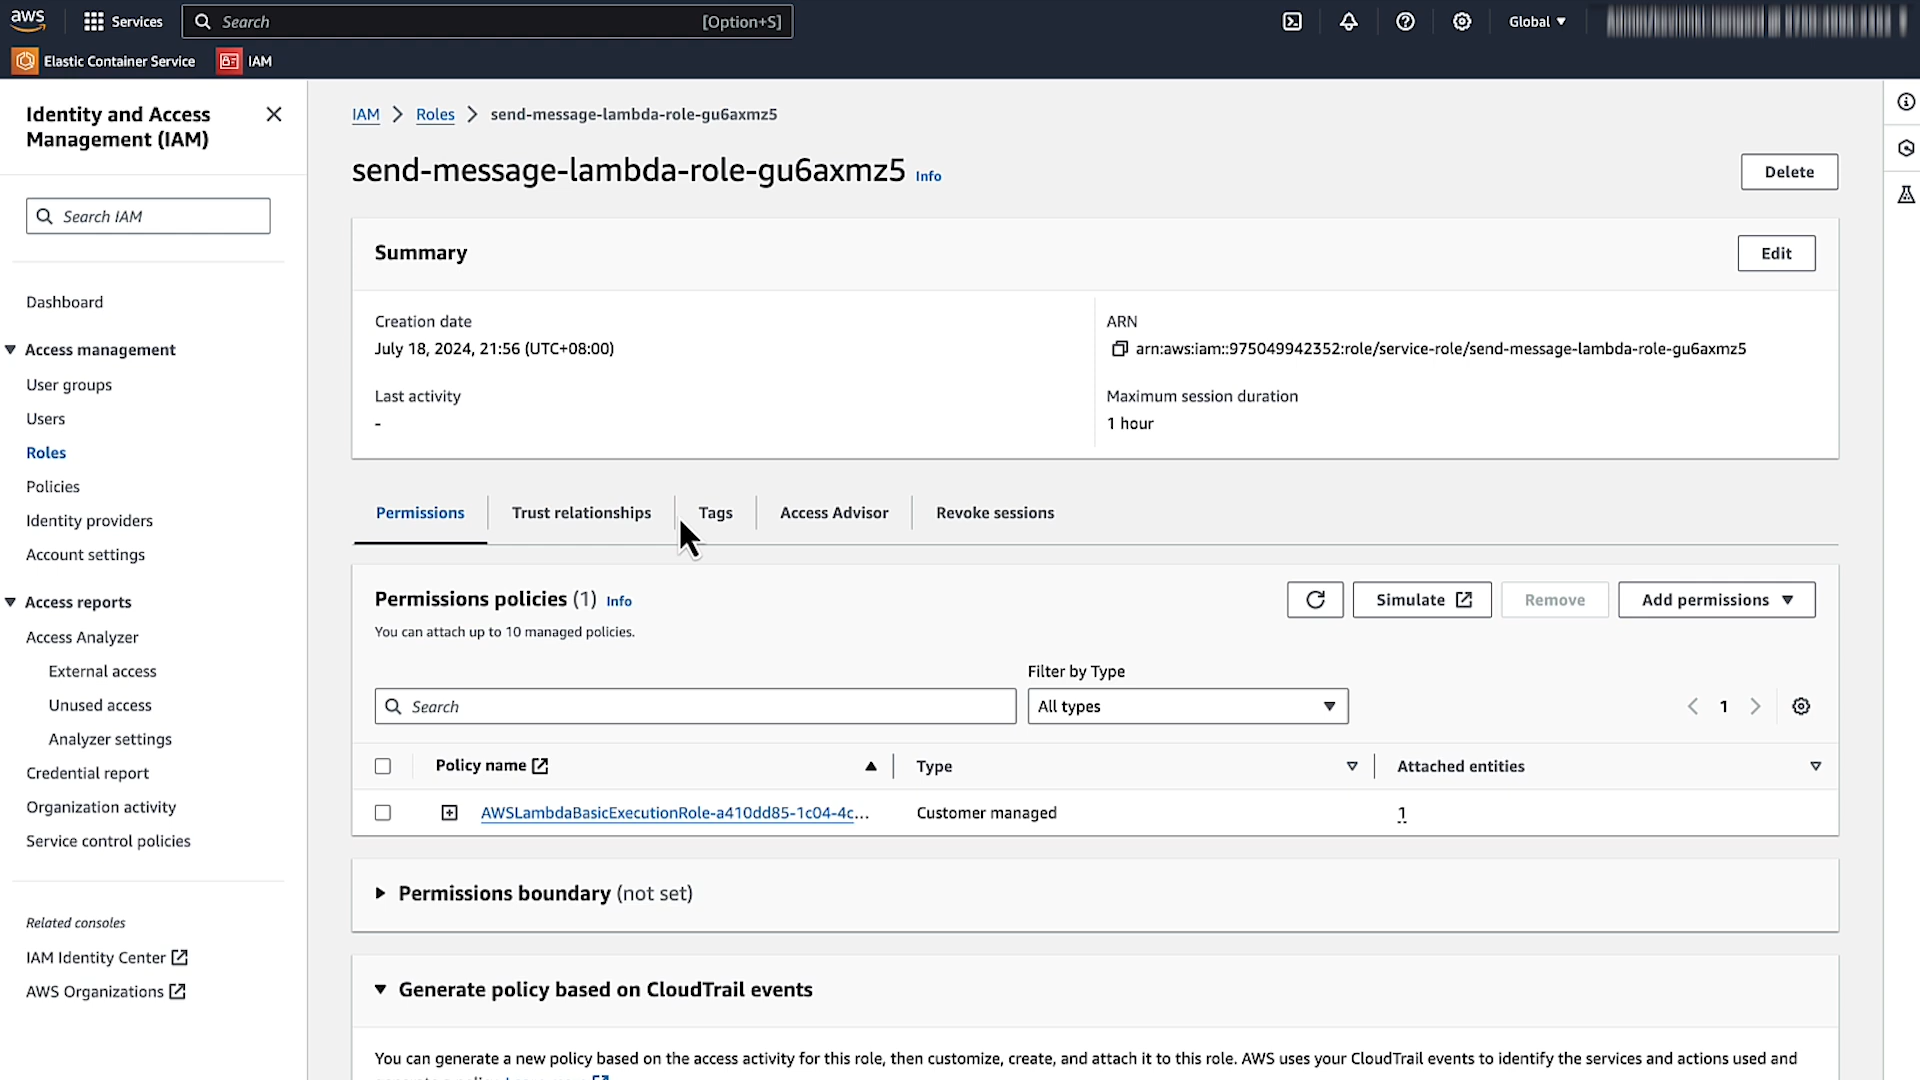 aws
Services
Search
[Option+S]
Global
Elastic Container Service
IAM
Identity and Access
Management (IAM)
Search IAM
Dashboard
Access management
User groups
Users
Roles
Policies
Identity providers
Account settings
Access reports
Access Analyzer
External access
Unused access
Analyzer settings
Credential report
Organization activity
Service control policies
Related consoles
IAM Identity Center
AWS Organizations
IAM > Roles > send-message-lambda-role-gu6axmz5
send-message-lambda-role-gu6axmz5 Info
Delete
Summary
Edit
Creation date
July 18, 2024, 21:56 (UTC+08:00)
ARN
arn:aws:iam::975049942352:role/service-role/send-message-lambda-role-gu6axmz5
Last activity
-
Maximum session duration
1 hour
Permissions
Trust relationships
Tags
Access Advisor
Revoke sessions
Permissions policies (1) Info
You can attach up to 10 managed policies.
Simulate
Remove
Add permissions
Filter by Type
Search
All types
1
Policy name
Type
Attached entities
AWSLambdaBasicExecutionRole-a410dd85-1c04-4c...
Customer managed
1
Permissions boundary (not set)
Generate policy based on CloudTrail events
You can generate a new policy based on the access activity for this role, then customize, create, and attach it to this role. AWS uses your CloudTrail events to identify the services and actions used and